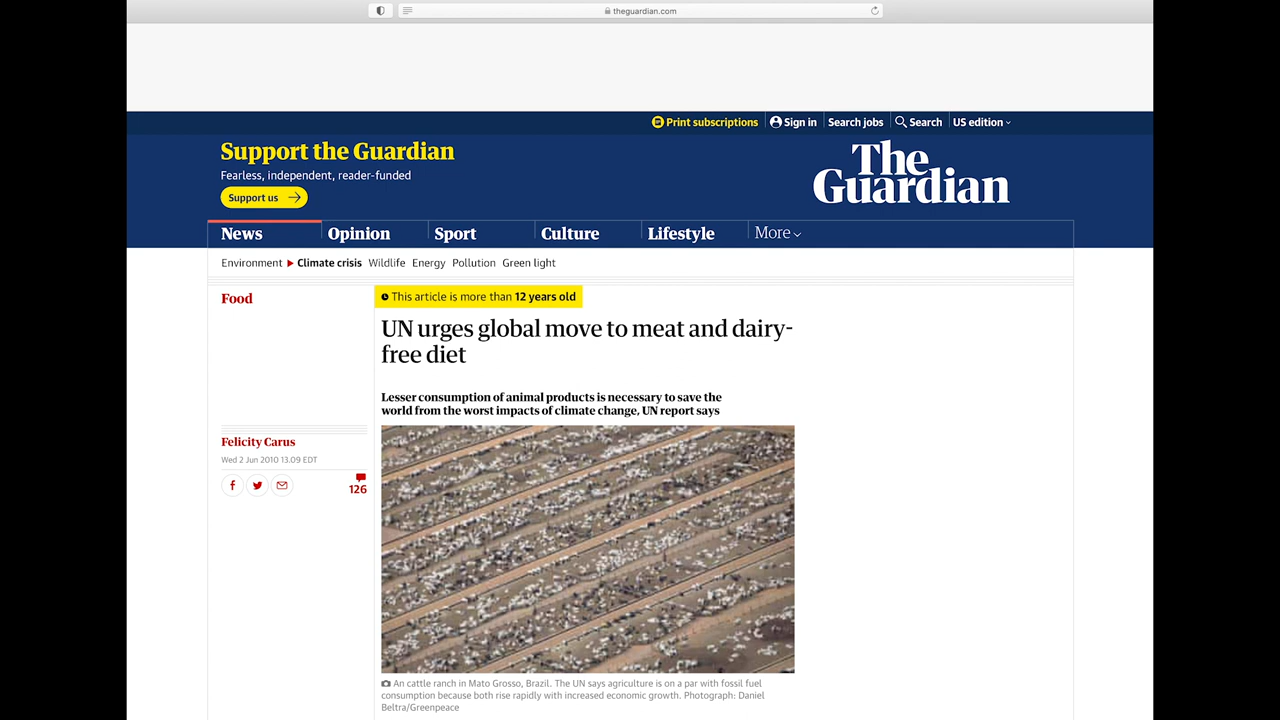 theguardian.com
Print subscriptions
Sign in
Search jobs
Search
US edition
Support the Guardian
Fearless, independent, reader-funded
Support us
The
Guardian
News
Opinion
Sport
Culture
Lifestyle
More
Environment
Climate crisis
Wildlife
Energy
Pollution
Green light
Food
This article is more than 12 years old
UN urges global move to meat and dairy-
free diet
Lesser consumption of animal products is necessary to save the
world from the worst impacts of climate change, UN report says
Felicity Carus
Wed 2 Jun 2010 13.09 EDT
126
An cattle ranch in Mato Grosso, Brazil. The UN says agriculture is on a par with fossil fuel
consumption because both rise rapidly with increased economic growth. Photograph: Daniel
Beltra/Greenpeace